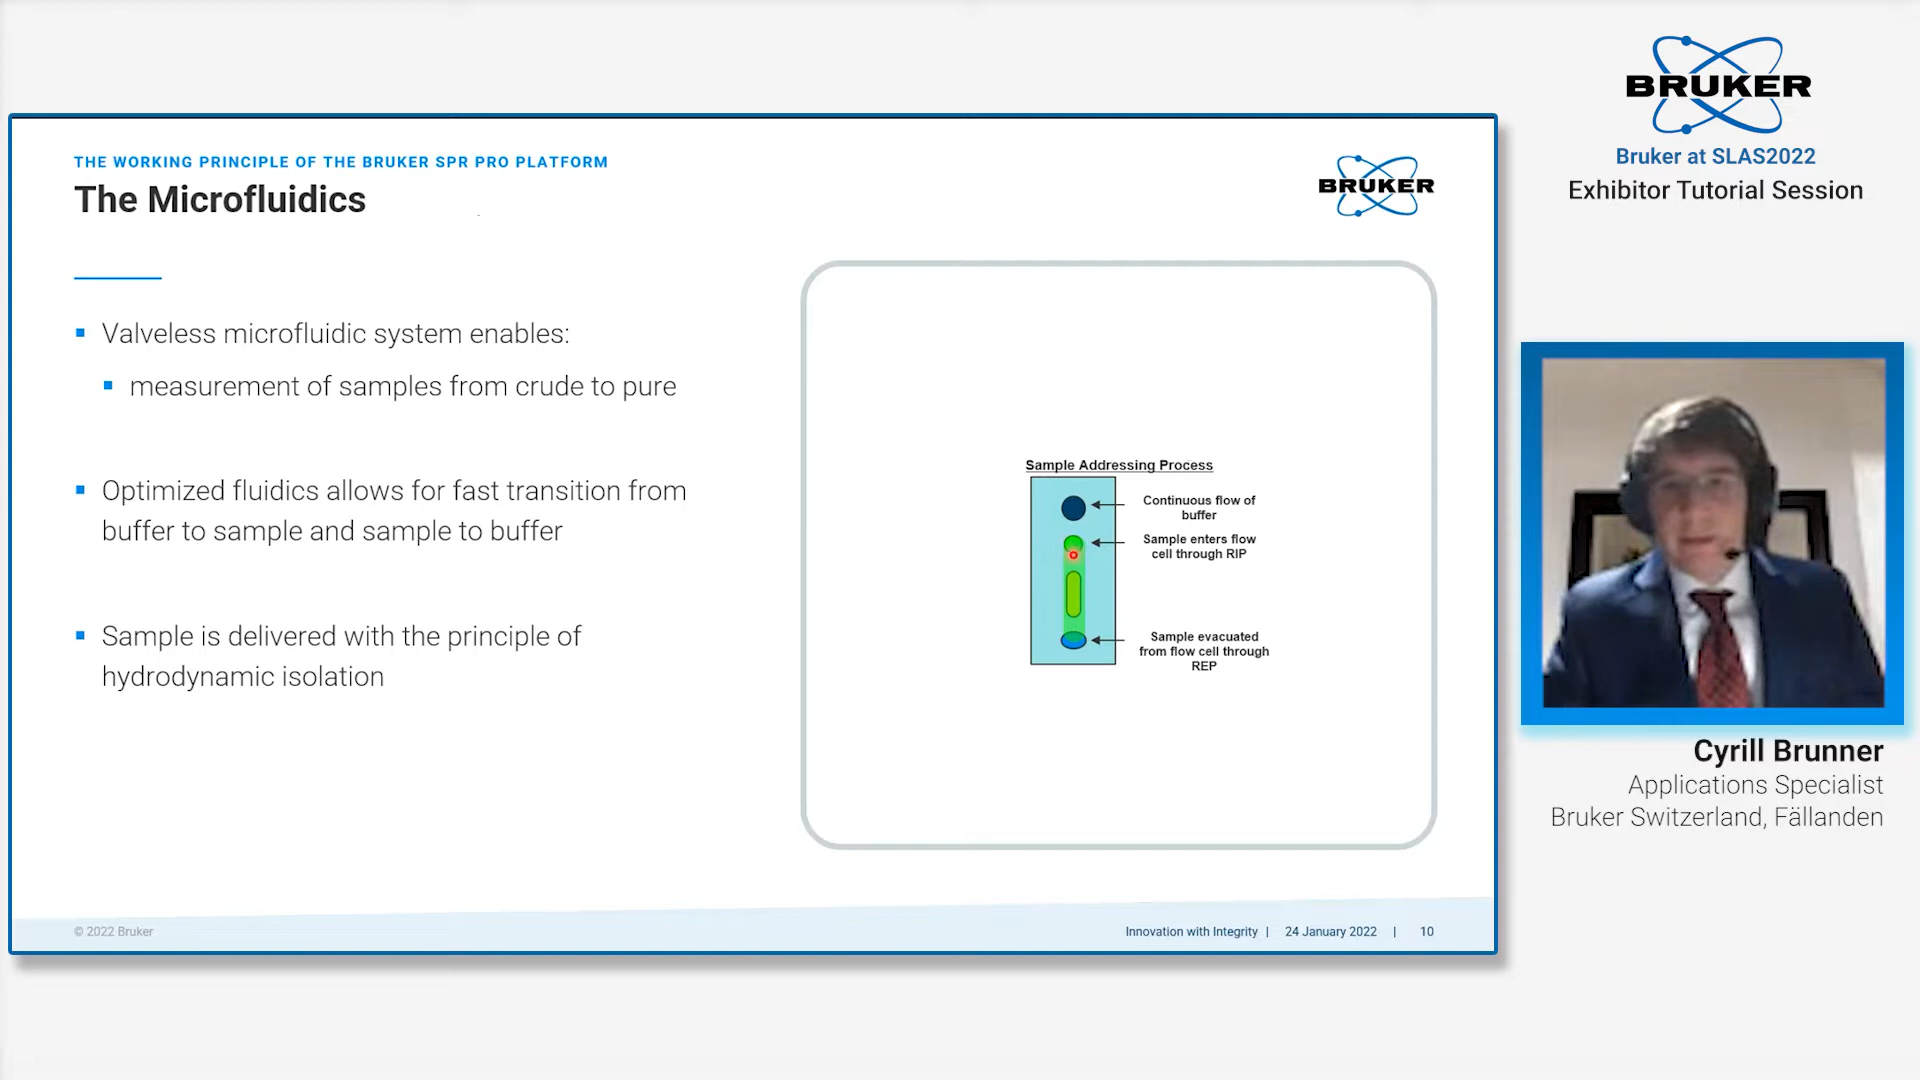 THE WORKING PRINCIPLE OF THE BRUKER SPR PRO PLATFORM
The Microfluidics
BRUKER
Valveless microfluidic system enables:
measurement of samples from crude to pure
Optimized fluidics allows for fast transition from
buffer to sample and sample to buffer
Sample is delivered with the principle of
hydrodynamic isolation
Sample Addressing Process
Continuous flow of
buffer
Sample enters flow
cell through RIP
Sample evacuated
from flow cell through
REP
© 2022 Bruker
Innovation with Integrity | 24 January 2022 | 10
BRUKER
Bruker at SLAS2022
Exhibitor Tutorial Session
Cyrill Brunner
Applications Specialist
Bruker Switzerland, Fällanden